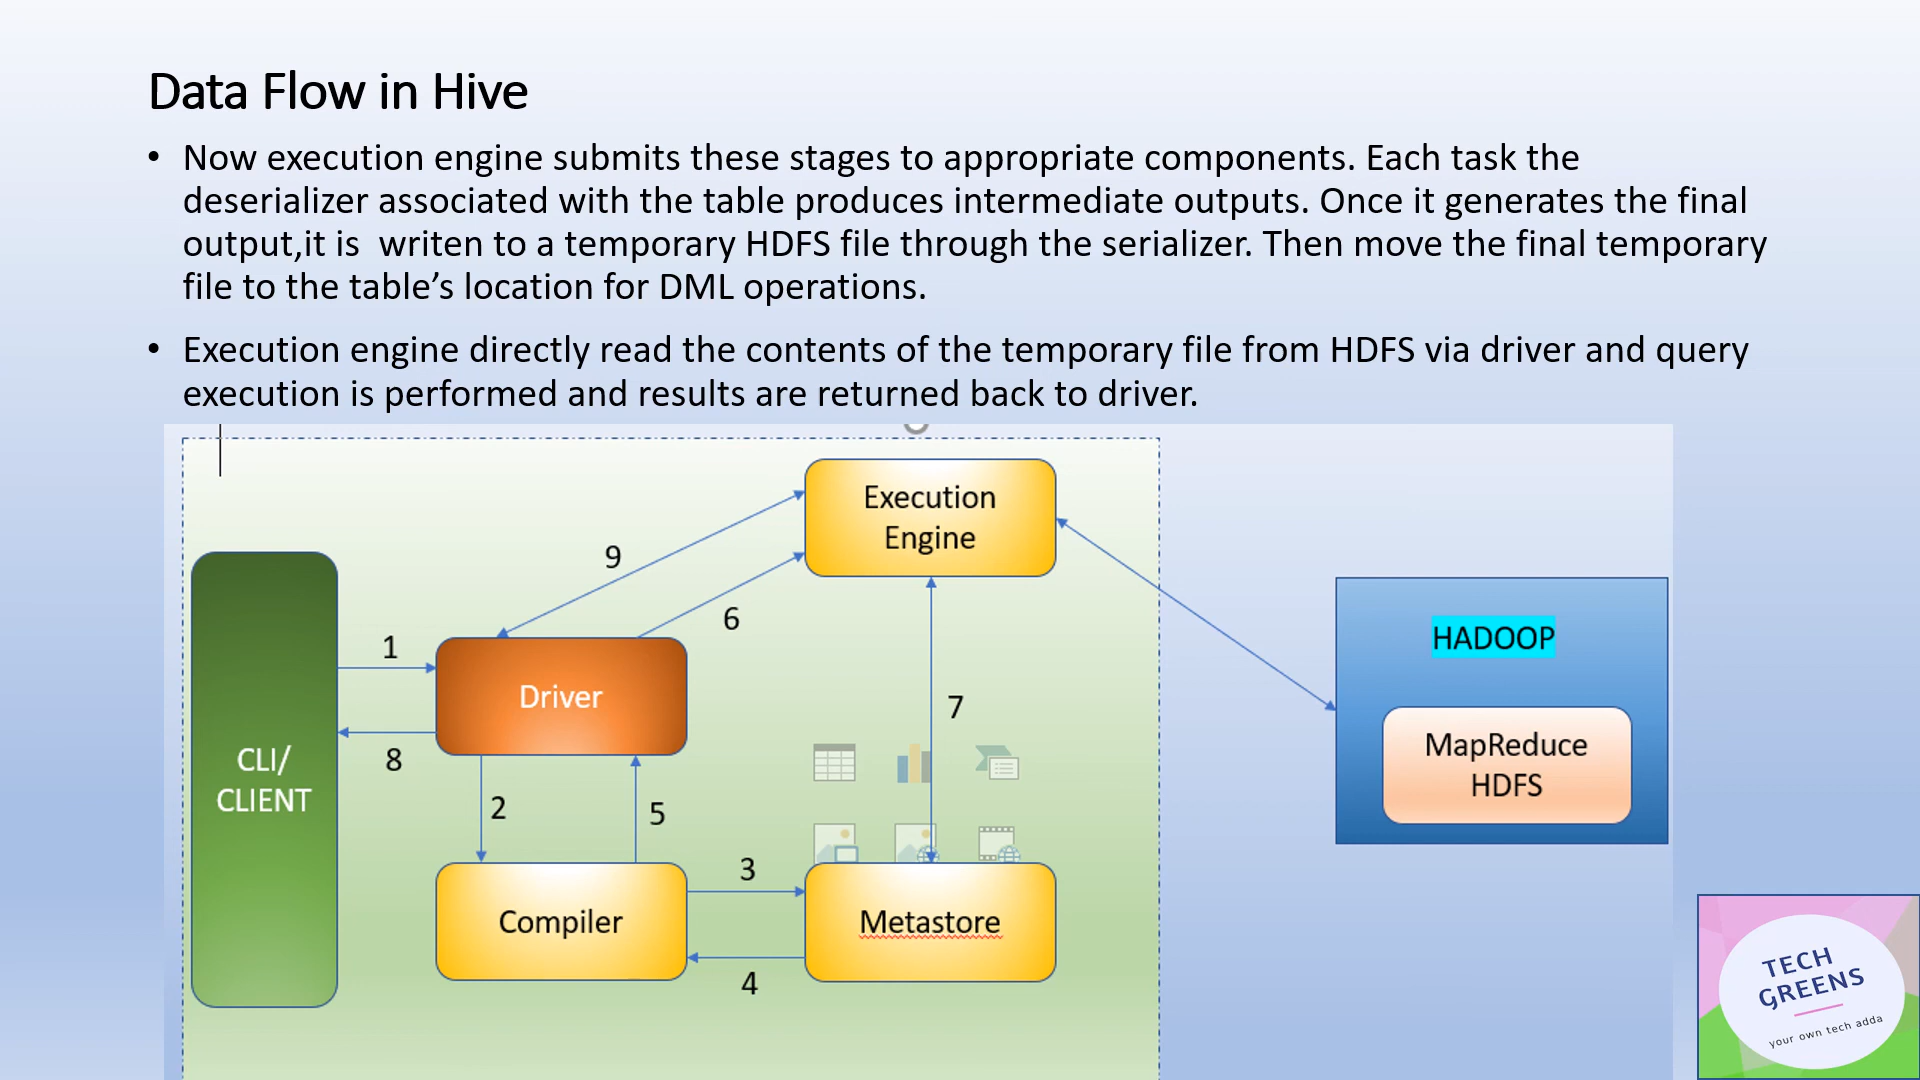 Data Flow in Hive
• Now execution engine submits these stages to appropriate components. Each task the
deserializer associated with the table produces intermediate outputs. Once it generates the final
output,it is  writen to a temporary HDFS file through the serializer. Then move the final temporary
file to the table’s location for DML operations.
• Execution engine directly read the contents of the temporary file from HDFS via driver and query
execution is performed and results are returned back to driver.
Execution
Engine
9
6
1
Driver
8
CLI/
CLIENT
2
5
7
3
Compiler
Metastore
4
HADOOP
MapReduce
HDFS
TECH
GREENS
your own tech adda